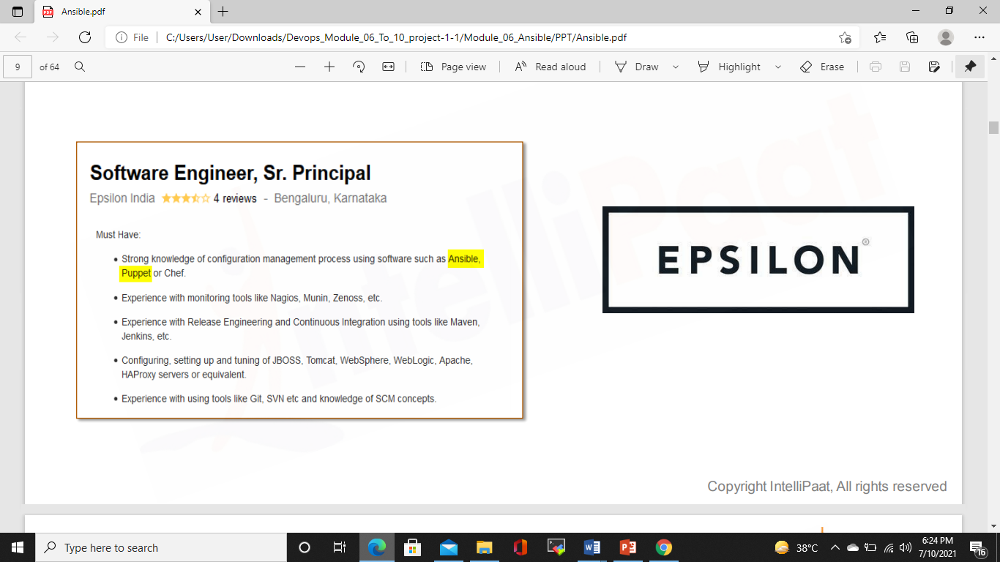 Ansible.pdf
File
C:/Users/User/Downloads/Devops_Module_06_To_10_project-1-1/Module_06_Ansible/PPT/Ansible.pdf
9 of 64
Page view
Read aloud
Draw
Highlight
Erase
IntelliPaat
Software Engineer, Sr. Principal
Epsilon India 4 reviews - Bengaluru, Karnataka
Must Have:
• Strong knowledge of configuration management process using software such as Ansible,
Puppet or Chef.
• Experience with monitoring tools like Nagios, Munin, Zenoss, etc.
• Experience with Release Engineering and Continuous Integration using tools like Maven,
Jenkins, etc.
• Configuring, setting up and tuning of JBOSS, Tomcat, WebSphere, WebLogic, Apache,
HAProxy servers or equivalent.
• Experience with using tools like Git, SVN etc and knowledge of SCM concepts.
EPSILON®
Copyright IntelliPaat, All rights reserved
Type here to search
38°C
6:24 PM
7/10/2021
16